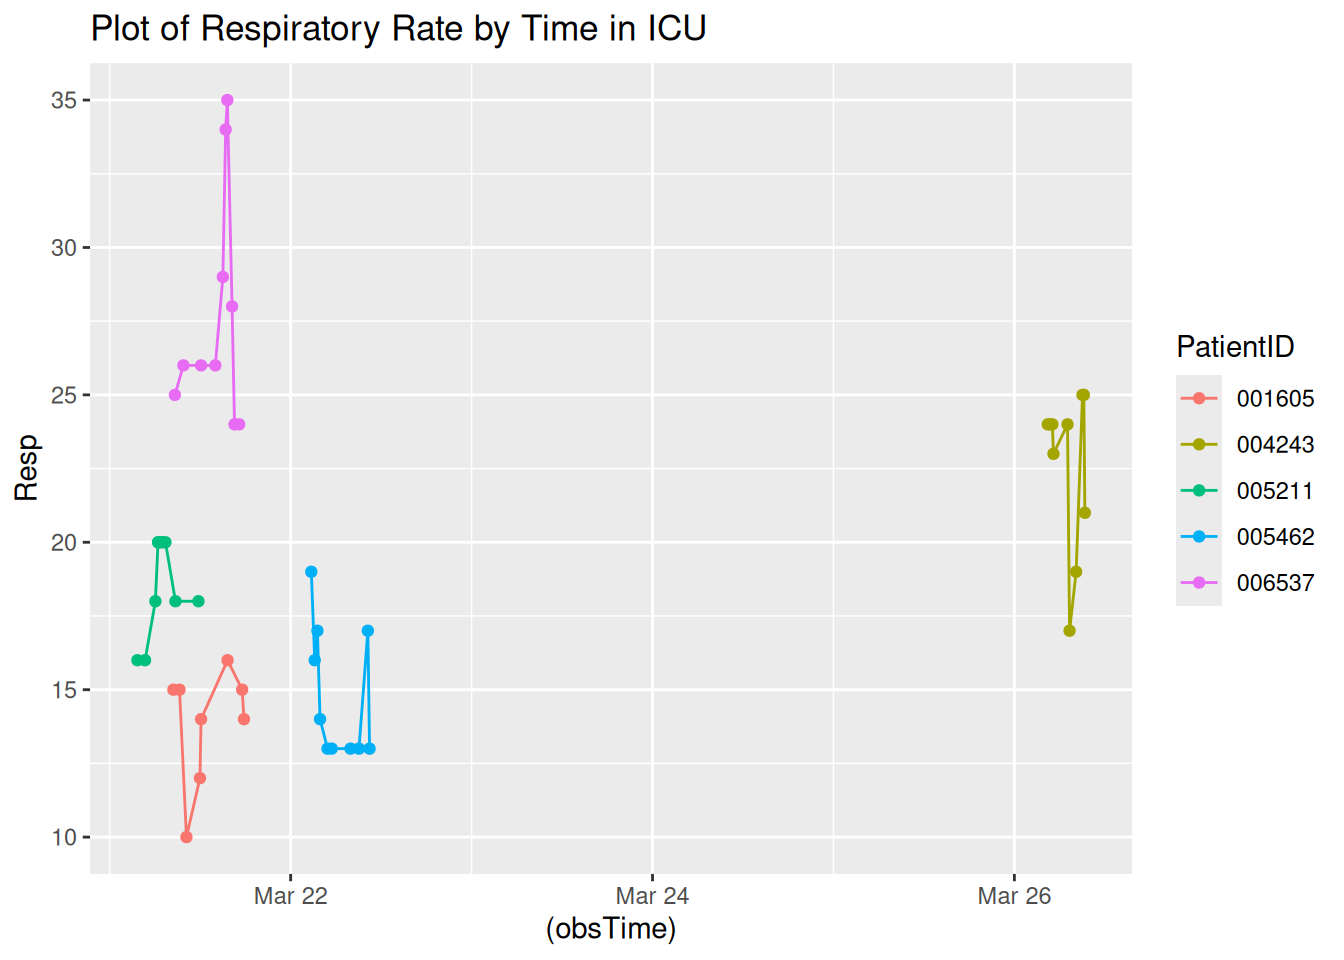 Plot of Respiratory Rate by Time in ICU
35
30
25
20
15
10
Resp
Mar 22
Mar 24
Mar 26
(obsTime)
PatientID
001605
004243
005211
005462
006537